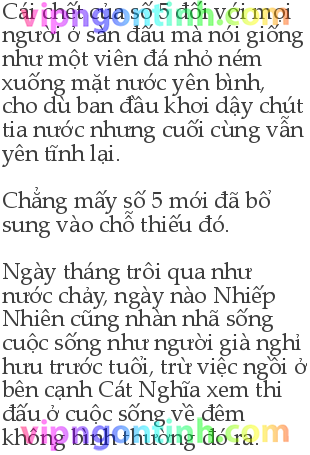 Cái chết của số 5 đối với mọi
người ở sân đấu mà nói giống
như một viên đá nhỏ ném
xuống mặt nước yên bình,
cho dù ban đầu khơi dậy chút
tia nước nhưng cuối cùng vẫn
yên tĩnh lại.
Chẳng mấy số 5 mới đã bổ
sung vào chỗ thiếu đó.
Ngày tháng trôi qua như
nước chảy, ngày nào Nhiếp
Nhiên cũng nhàn nhã sống
cuộc sống như người già nghỉ
hưu trước tuổi, trừ việc ngồi ở
bên cạnh Cát Nghĩa xem thi
đấu ở cuộc sống về đêm
không bình thường đó ra.
vipngontinh.com
vipngontinh.com